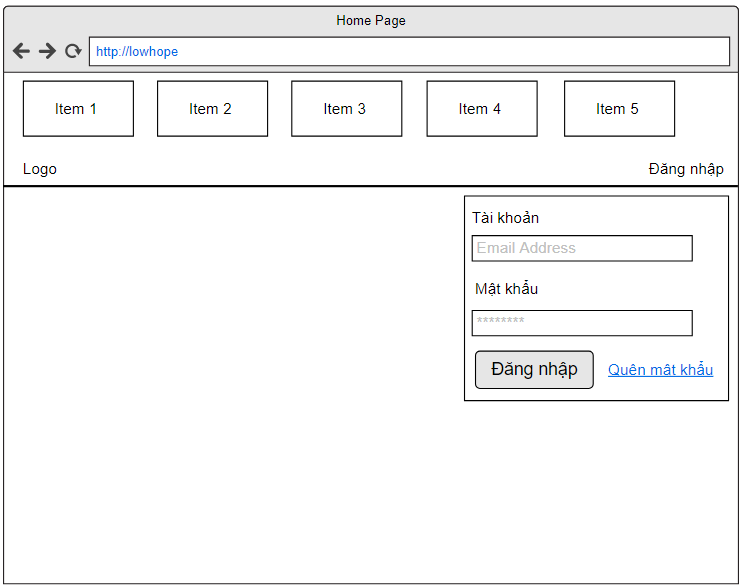 Home Page
http://lowhope
Item 1 Item 2 Item 3 Item 4 Item 5
Logo Đăng nhập
Tài khoản
Email Address
Mật khẩu
********
Đăng nhập Quên mât khẩu